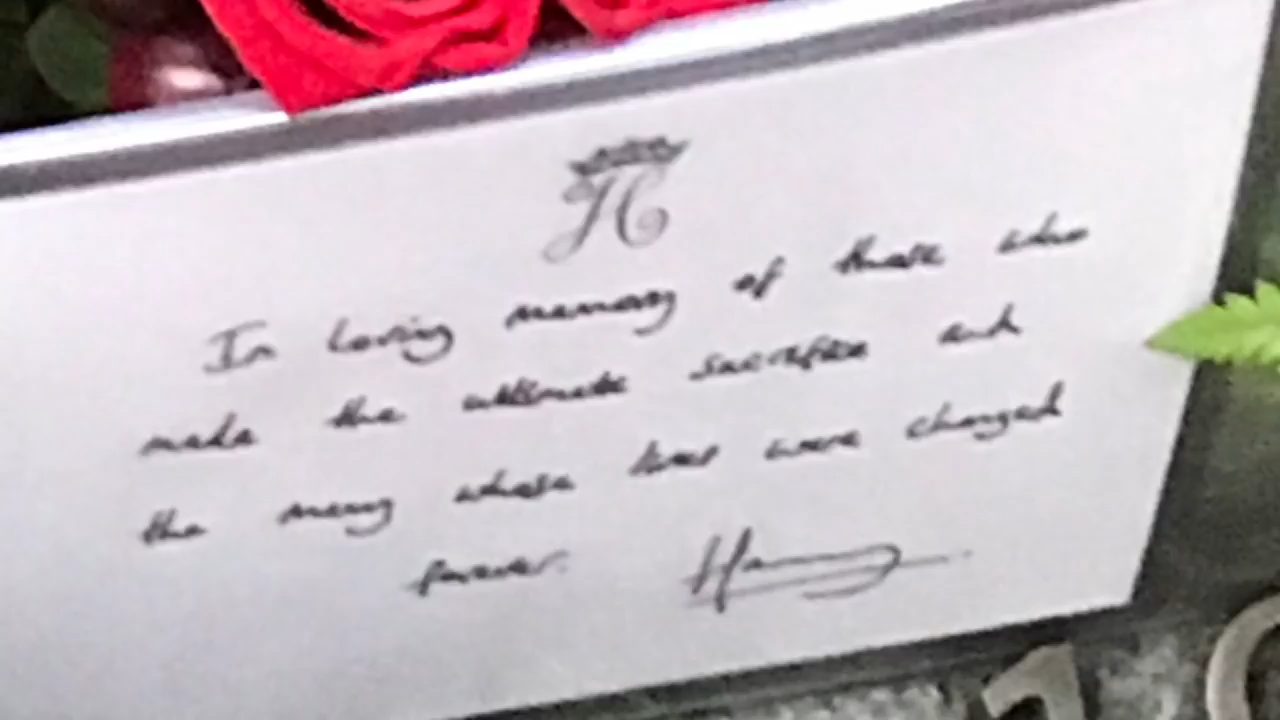 H
In loving memory of those who
made the ultimate sacrifice and
the many whose lives were changed
forever. Harry
10